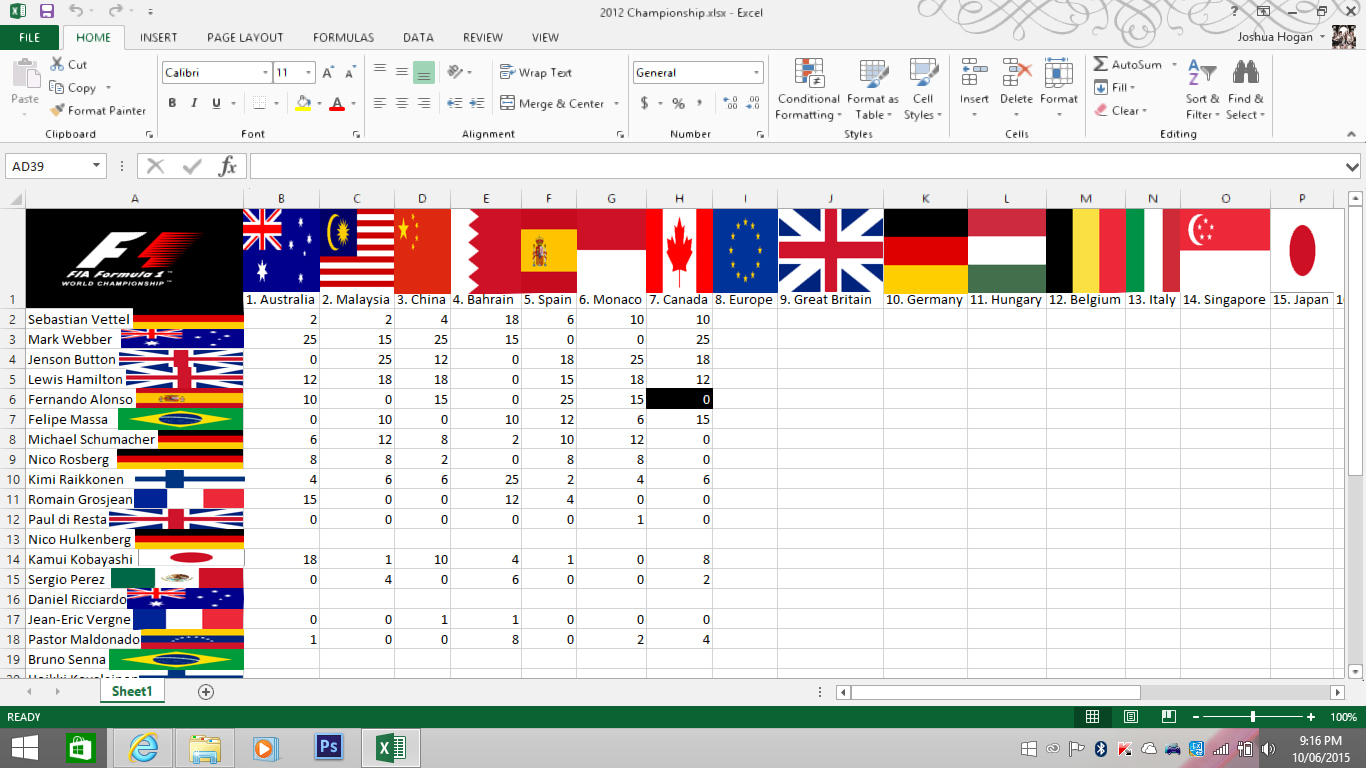 2012 Championship.xlsx - Excel
?
FILE HOME INSERT PAGE LAYOUT FORMULAS DATA REVIEW VIEW Joshua Hogan
Paste Cut
Copy
Format Painter
Clipboard
Calibri 11 A A
B I U A
Font
Wrap Text
Merge & Center
Alignment
General
$ % , .0 .00
Number
Conditional Formatting Format as Table Cell Styles
Styles
Insert Delete Format
Cells
AutoSum
Fill
Clear
Sort & Filter Find & Select
Editing
AD39 fx
A B C D E F G H I J K L M N O P
F1
FIA Formula 1™
WORLD CHAMPIONSHIP™
1 1. Australia 2. Malaysia 3. China 4. Bahrain 5. Spain 6. Monaco 7. Canada 8. Europe 9. Great Britain 10. Germany 11. Hungary 12. Belgium 13. Italy 14. Singapore 15. Japan
2 Sebastian Vettel 2 2 4 18 6 10 10
3 Mark Webber 25 15 25 15 0 0 25
4 Jenson Button 0 25 12 0 18 25 18
5 Lewis Hamilton 12 18 18 0 15 18 12
6 Fernando Alonso 10 0 15 0 25 15 0
7 Felipe Massa 0 10 0 10 12 6 15
8 Michael Schumacher 6 12 8 2 10 12 0
9 Nico Rosberg 8 8 2 0 8 8 0
10 Kimi Raikkonen 4 6 6 25 2 4 6
11 Romain Grosjean 15 0 0 12 4 0 0
12 Paul di Resta 0 0 0 0 0 1 0
13 Nico Hulkenberg
14 Kamui Kobayashi 18 1 10 4 1 0 8
15 Sergio Perez 0 4 0 6 0 0 2
16 Daniel Ricciardo
17 Jean-Eric Vergne 0 0 1 1 0 0 0
18 Pastor Maldonado 1 0 0 8 0 2 4
19 Bruno Senna
Sheet1
READY 100%
Ps
9:16 PM
10/06/2015